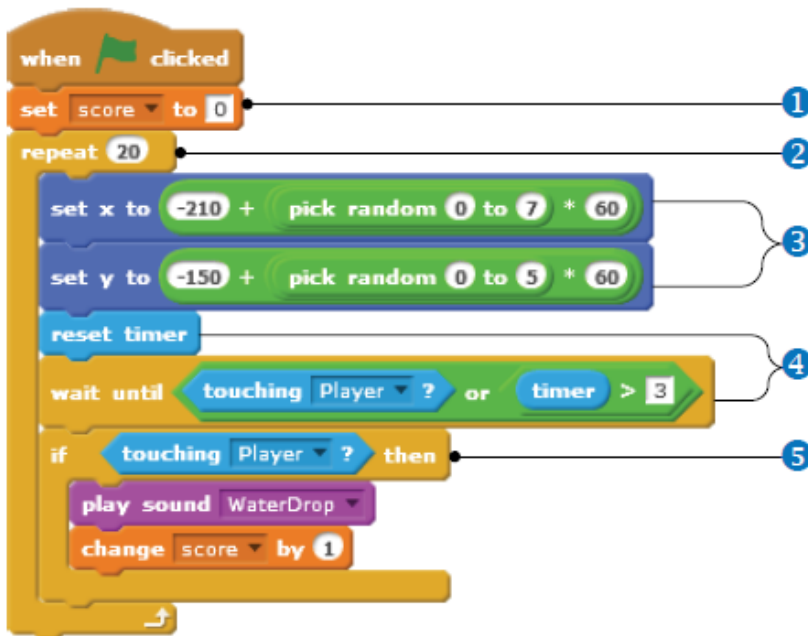 when clicked
set score to 0 1
repeat 20 2
set x to -210 + pick random 0 to 7 * 60
3
set y to -150 + pick random 0 to 5 * 60
reset timer
4
wait until touching Player ? or timer > 3
if touching Player ? then 5
play sound WaterDrop
change score by 1